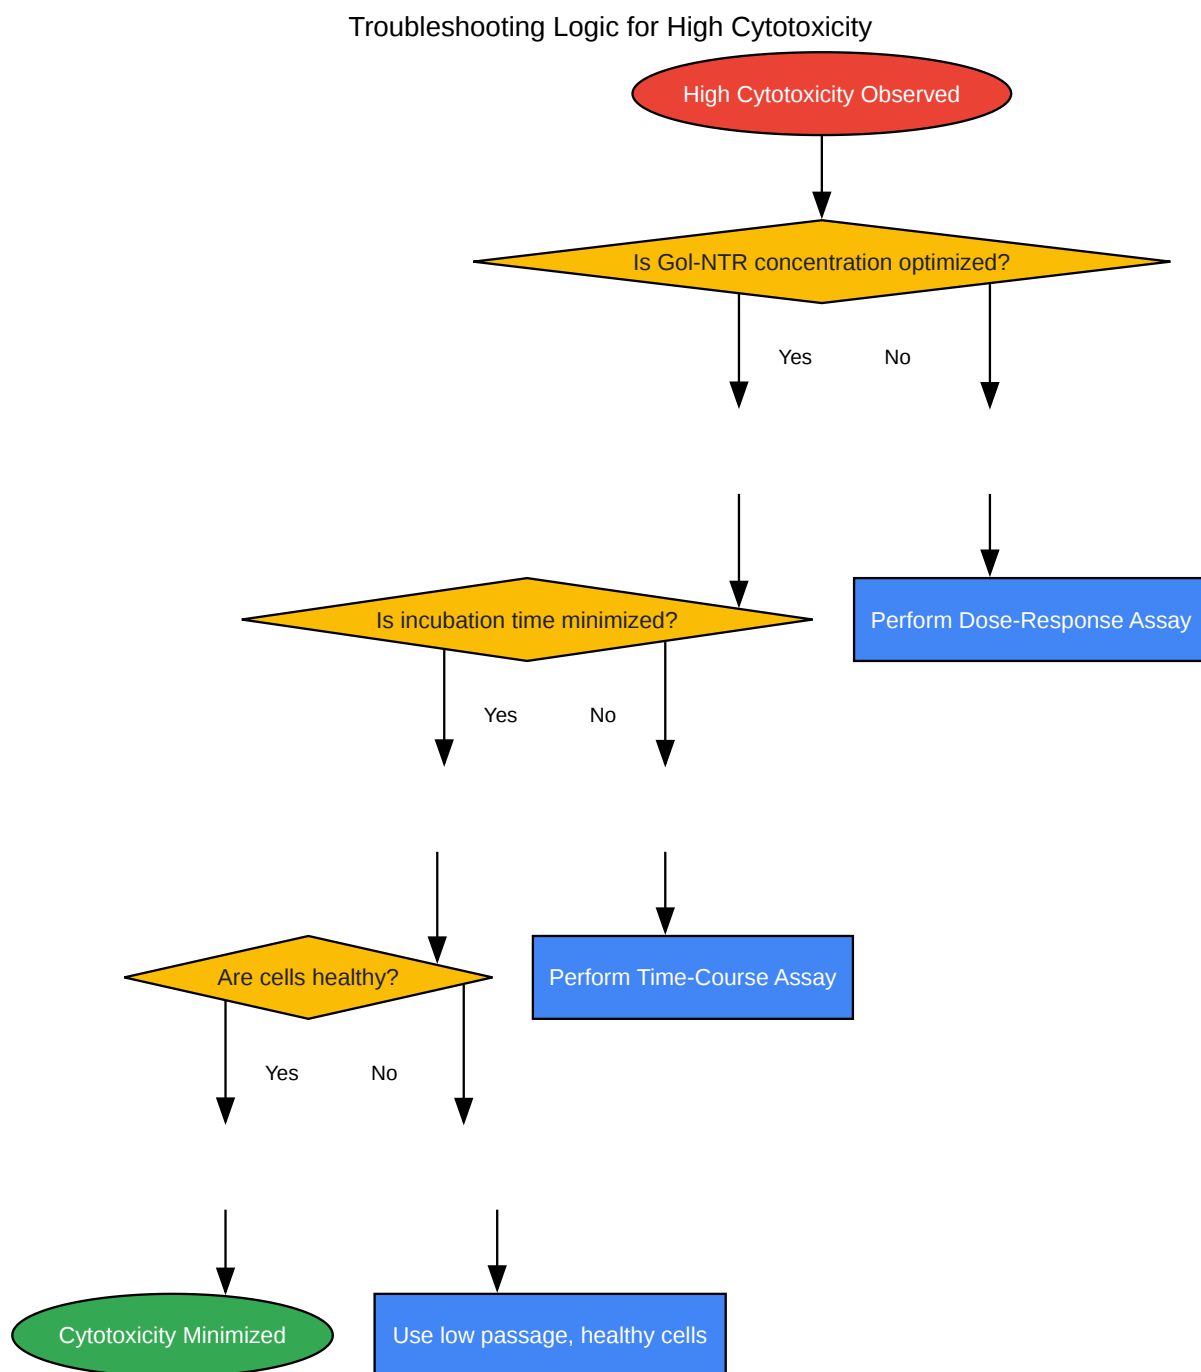 Troubleshooting Logic for High Cytotoxicity
High Cytotoxicity Observed
Is Gol-NTR concentration optimized?
Yes
No
Is incubation time minimized?
Perform Dose-Response Assay
Yes
No
Are cells healthy?
Perform Time-Course Assay
Yes
No
Cytotoxicity Minimized
Use low passage, healthy cells